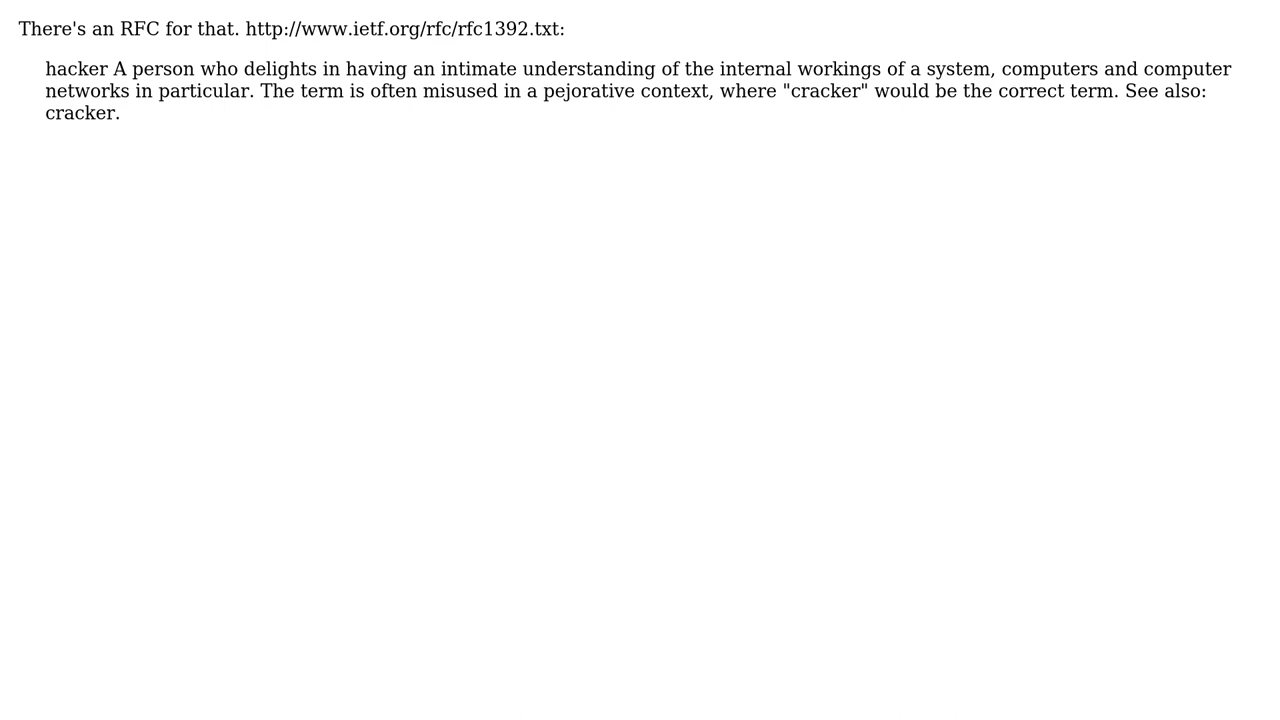 There's an RFC for that. http://www.ietf.org/rfc/rfc1392.txt:
hacker A person who delights in having an intimate understanding of the internal workings of a system, computers and computer
networks in particular. The term is often misused in a pejorative context, where "cracker" would be the correct term. See also:
cracker.